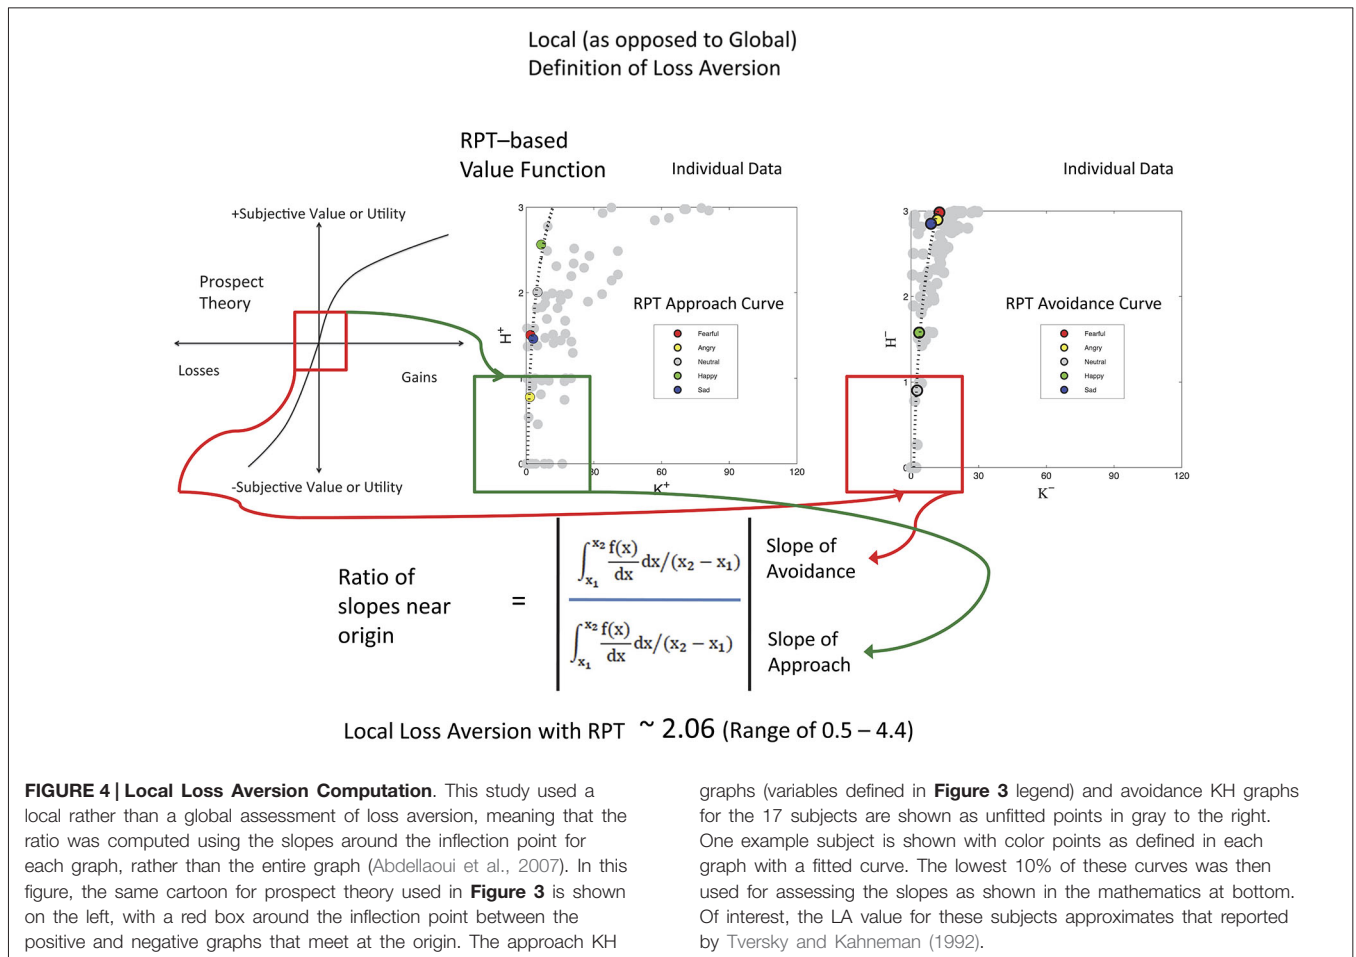 Local (as opposed to Global)
Definition of Loss Aversion
RPT–based
Value Function
Individual Data
Individual Data
+Subjective Value or Utility
Prospect
Theory
Losses
Gains
-Subjective Value or Utility
3
2
1
0
H⁺
0
30
60
90
120
K⁺
RPT Approach Curve
Fearful
Angry
Neutral
Happy
Sad
3
2
1
0
H⁻
0
30
60
90
120
K⁻
RPT Avoidance Curve
Fearful
Angry
Neutral
Happy
Sad
Ratio of
slopes near
origin
=
∫x₁x₂ f(x)/dx dx/(x₂ − x₁)
∫x₁x₂ f(x)/dx dx/(x₂ − x₁)
Slope of
Avoidance
Slope of
Approach
Local Loss Aversion with RPT ~ 2.06 (Range of 0.5 – 4.4)
FIGURE 4 | Local Loss Aversion Computation. This study used a
local rather than a global assessment of loss aversion, meaning that the
ratio was computed using the slopes around the inflection point for
each graph, rather than the entire graph (Abdellaoui et al., 2007). In this
figure, the same cartoon for prospect theory used in Figure 3 is shown
on the left, with a red box around the inflection point between the
positive and negative graphs that meet at the origin. The approach KH
graphs (variables defined in Figure 3 legend) and avoidance KH graphs
for the 17 subjects are shown as unfitted points in gray to the right.
One example subject is shown with color points as defined in each
graph with a fitted curve. The lowest 10% of these curves was then
used for assessing the slopes as shown in the mathematics at bottom.
Of interest, the LA value for these subjects approximates that reported
by Tversky and Kahneman (1992).